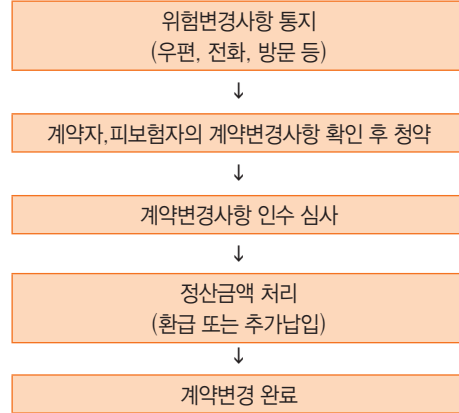 위험변경사항 통지
(우편, 전화, 방문 등)
↓
계약자,피보험자의 계약변경사항 확인 후 청약
↓
계약변경사항 인수 심사
↓
정산금액 처리
(환급 또는 추가납입)
↓
계약변경 완료